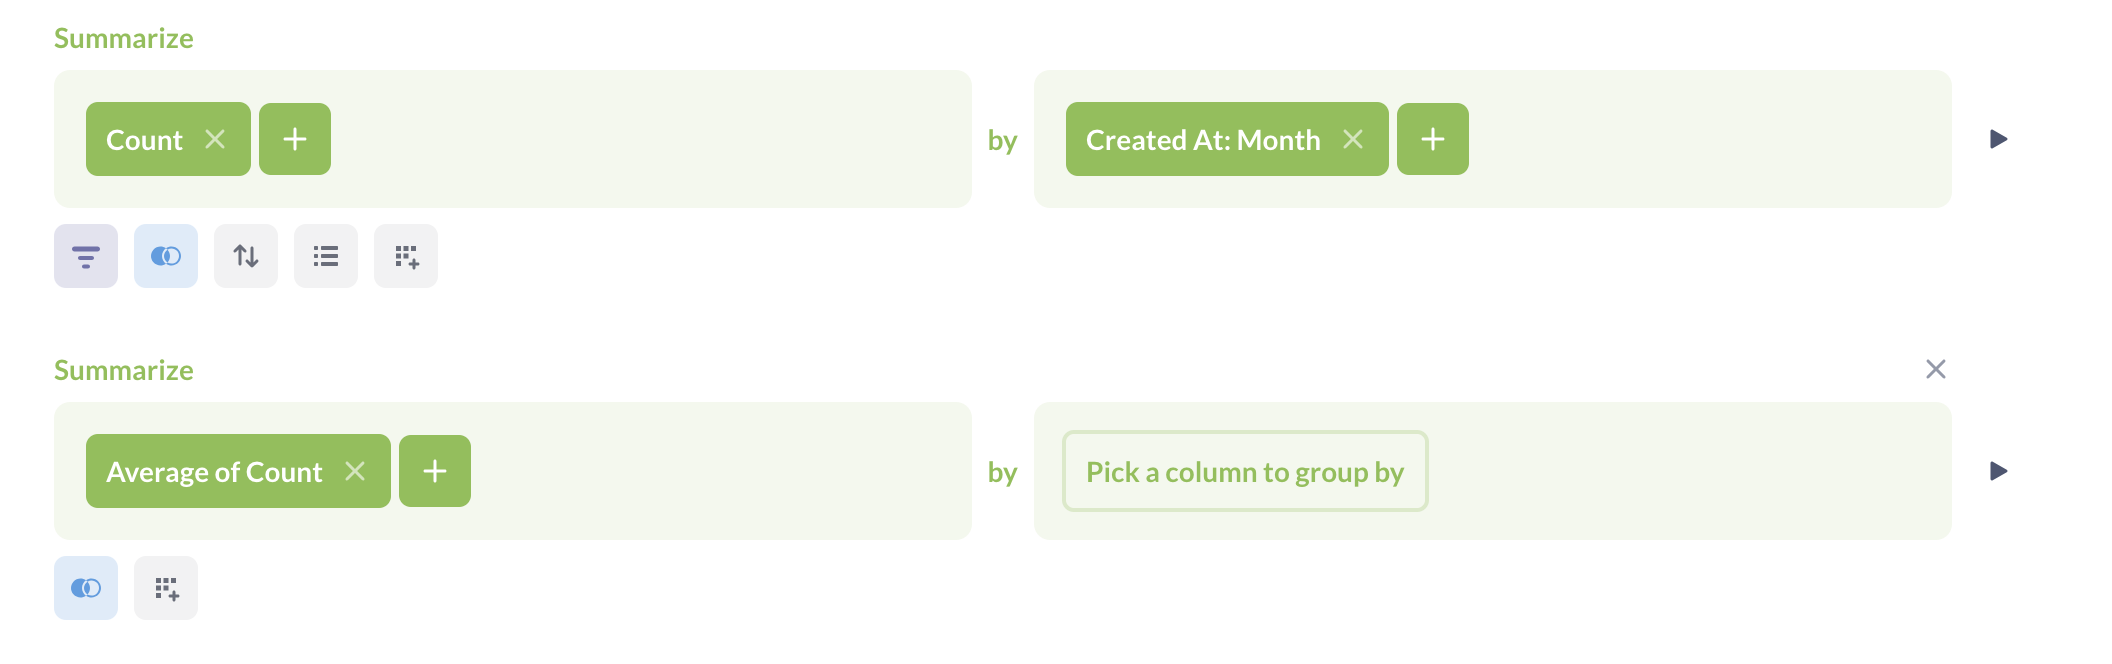 Summarize
Count by Created At: Month
Summarize
Average of Count by Pick a column to group by